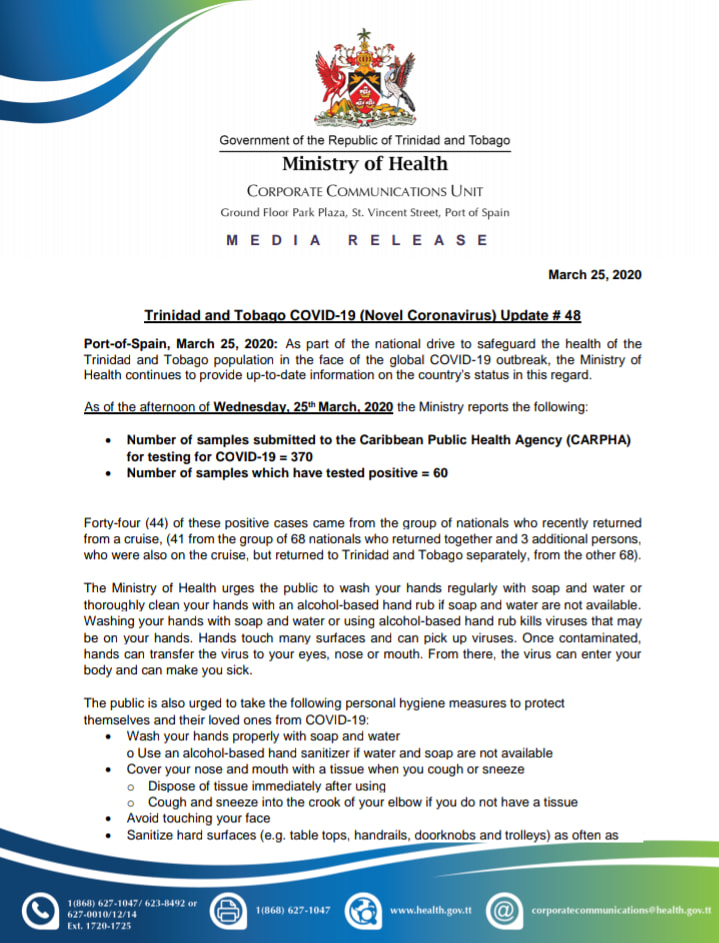 Government of the Republic of Trinidad and Tobago
Ministry of Health
CORPORATE COMMUNICATIONS UNIT
Ground Floor Park Plaza, St. Vincent Street, Port of Spain
MEDIA RELEASE
March 25, 2020
Trinidad and Tobago COVID-19 (Novel Coronavirus) Update # 48
Port-of-Spain, March 25, 2020: As part of the national drive to safeguard the health of the
Trinidad and Tobago population in the face of the global COVID-19 outbreak, the Ministry of
Health continues to provide up-to-date information on the country's status in this regard.
As of the afternoon of Wednesday, 25th March, 2020 the Ministry reports the following:
• Number of samples submitted to the Caribbean Public Health Agency (CARPHA)
for testing for COVID-19 = 370
• Number of samples which have tested positive = 60
Forty-four (44) of these positive cases came from the group of nationals who recently returned
from a cruise, (41 from the group of 68 nationals who returned together and 3 additional persons,
who were also on the cruise, but returned to Trinidad and Tobago separately, from the other 68).
The Ministry of Health urges the public to wash your hands regularly with soap and water or
thoroughly clean your hands with an alcohol-based hand rub if soap and water are not available.
Washing your hands with soap and water or using alcohol-based hand rub kills viruses that may
be on your hands. Hands touch many surfaces and can pick up viruses. Once contaminated,
hands can transfer the virus to your eyes, nose or mouth. From there, the virus can enter your
body and can make you sick.
The public is also urged to take the following personal hygiene measures to protect
themselves and their loved ones from COVID-19:
• Wash your hands properly with soap and water
o Use an alcohol-based hand sanitizer if water and soap are not available
• Cover your nose and mouth with a tissue when you cough or sneeze
o Dispose of tissue immediately after using
o Cough and sneeze into the crook of your elbow if you do not have a tissue
• Avoid touching your face
• Sanitize hard surfaces (e.g. table tops, handrails, doorknobs and trolleys) as often as
1(868) 627-1047/ 623-8492 or
627-0010/12/14
Ext. 1720-1725
1(868) 627-1047
www.health.gov.tt
@
corporatecommunications@health.gov.tt